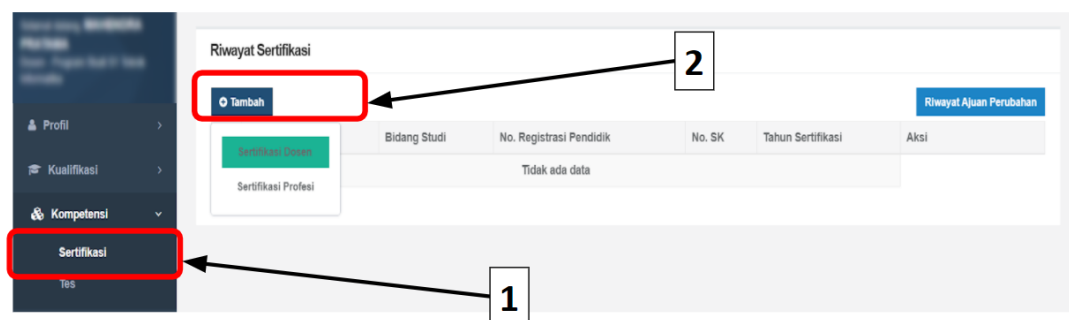 Riwayat Sertifikasi
2
Tambah
Riwayat Ajuan Perubahan
Profil
Bidang Studi No. Registrasi Pendidik No. SK Tahun Sertifikasi Aksi
Sertifikasi Dosen
Tidak ada data
Kualifikasi
Sertifikasi Profesi
Kompetensi
Sertifikasi
Tes
1